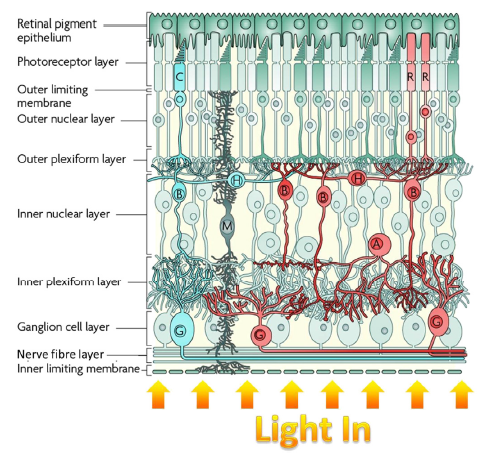 Retinal pigment
epithelium
Photoreceptor layer
C
R R
Outer limiting
membrane
Outer nuclear layer
Outer plexiform layer
H H
B B B B
Inner nuclear layer
M
A
Inner plexiform layer
Ganglion cell layer
G G G
Nerve fibre layer
Inner limiting membrane
Light In